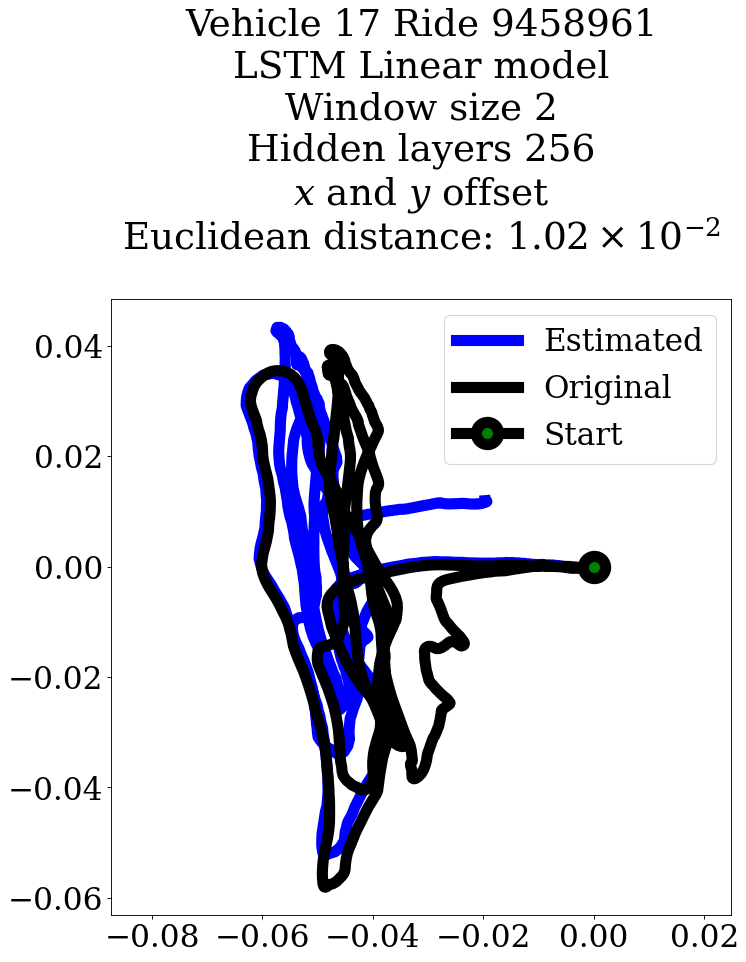 Vehicle 17 Ride 9458961
LSTM Linear model
Window size 2
Hidden layers 256
x and y offset
Euclidean distance: 1.02 × 10⁻²
Estimated
Original
Start
0.04
0.02
0.00
−0.02
−0.04
−0.06
−0.08 −0.06 −0.04 −0.02 0.00 0.02